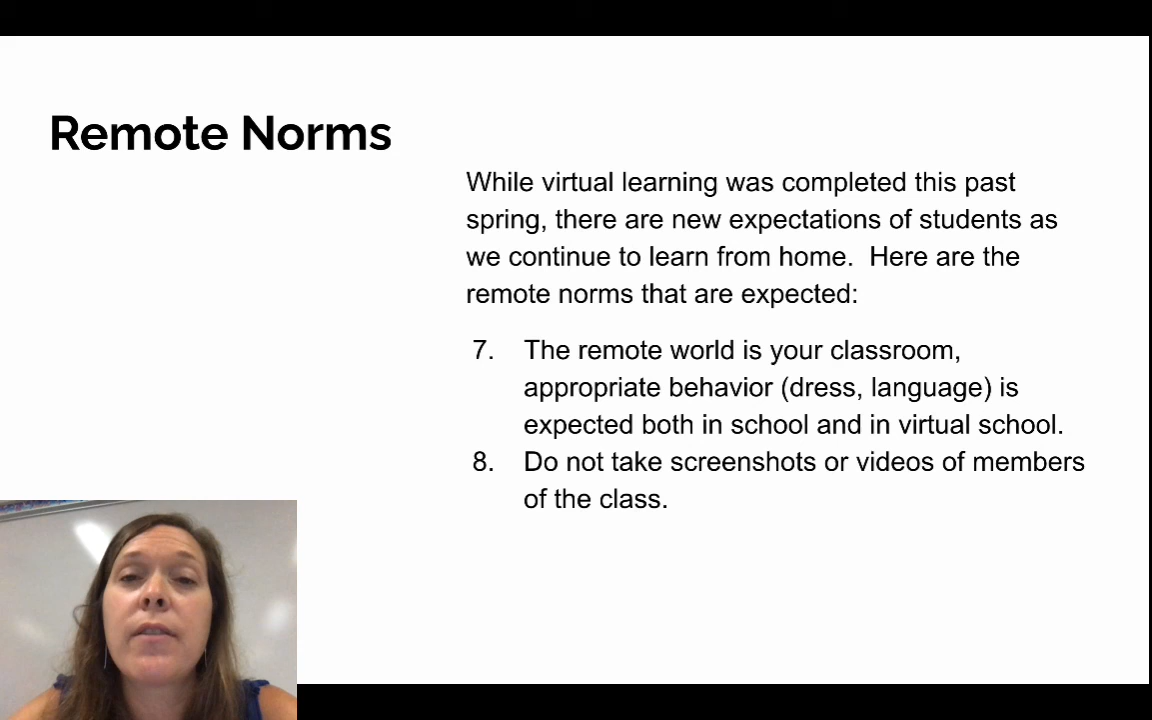 Remote Norms
While virtual learning was completed this past
spring, there are new expectations of students as
we continue to learn from home.  Here are the
remote norms that are expected:
7. The remote world is your classroom,
appropriate behavior (dress, language) is
expected both in school and in virtual school.
8. Do not take screenshots or videos of members
of the class.